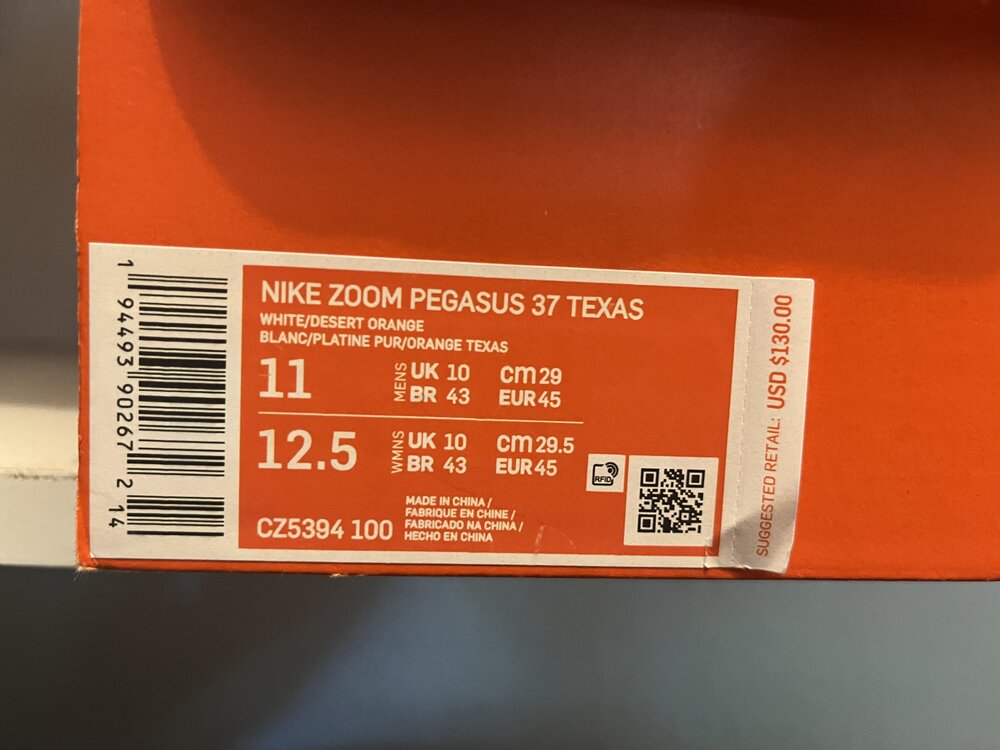 1 94493 90267 2 14
NIKE ZOOM PEGASUS 37 TEXAS
WHITE/DESERT ORANGE
BLANC/PLATINE PUR/ORANGE TEXAS
11 MENS UK 10 cm 29
BR 43 EUR 45
12.5 WMNS UK 10 cm 29.5
BR 43 EUR 45
RFID
CZ5394 100
MADE IN CHINA /
FABRIQUE EN CHINE /
FABRICADO NA CHINA /
HECHO EN CHINA
SUGGESTED RETAIL: USD $130.00